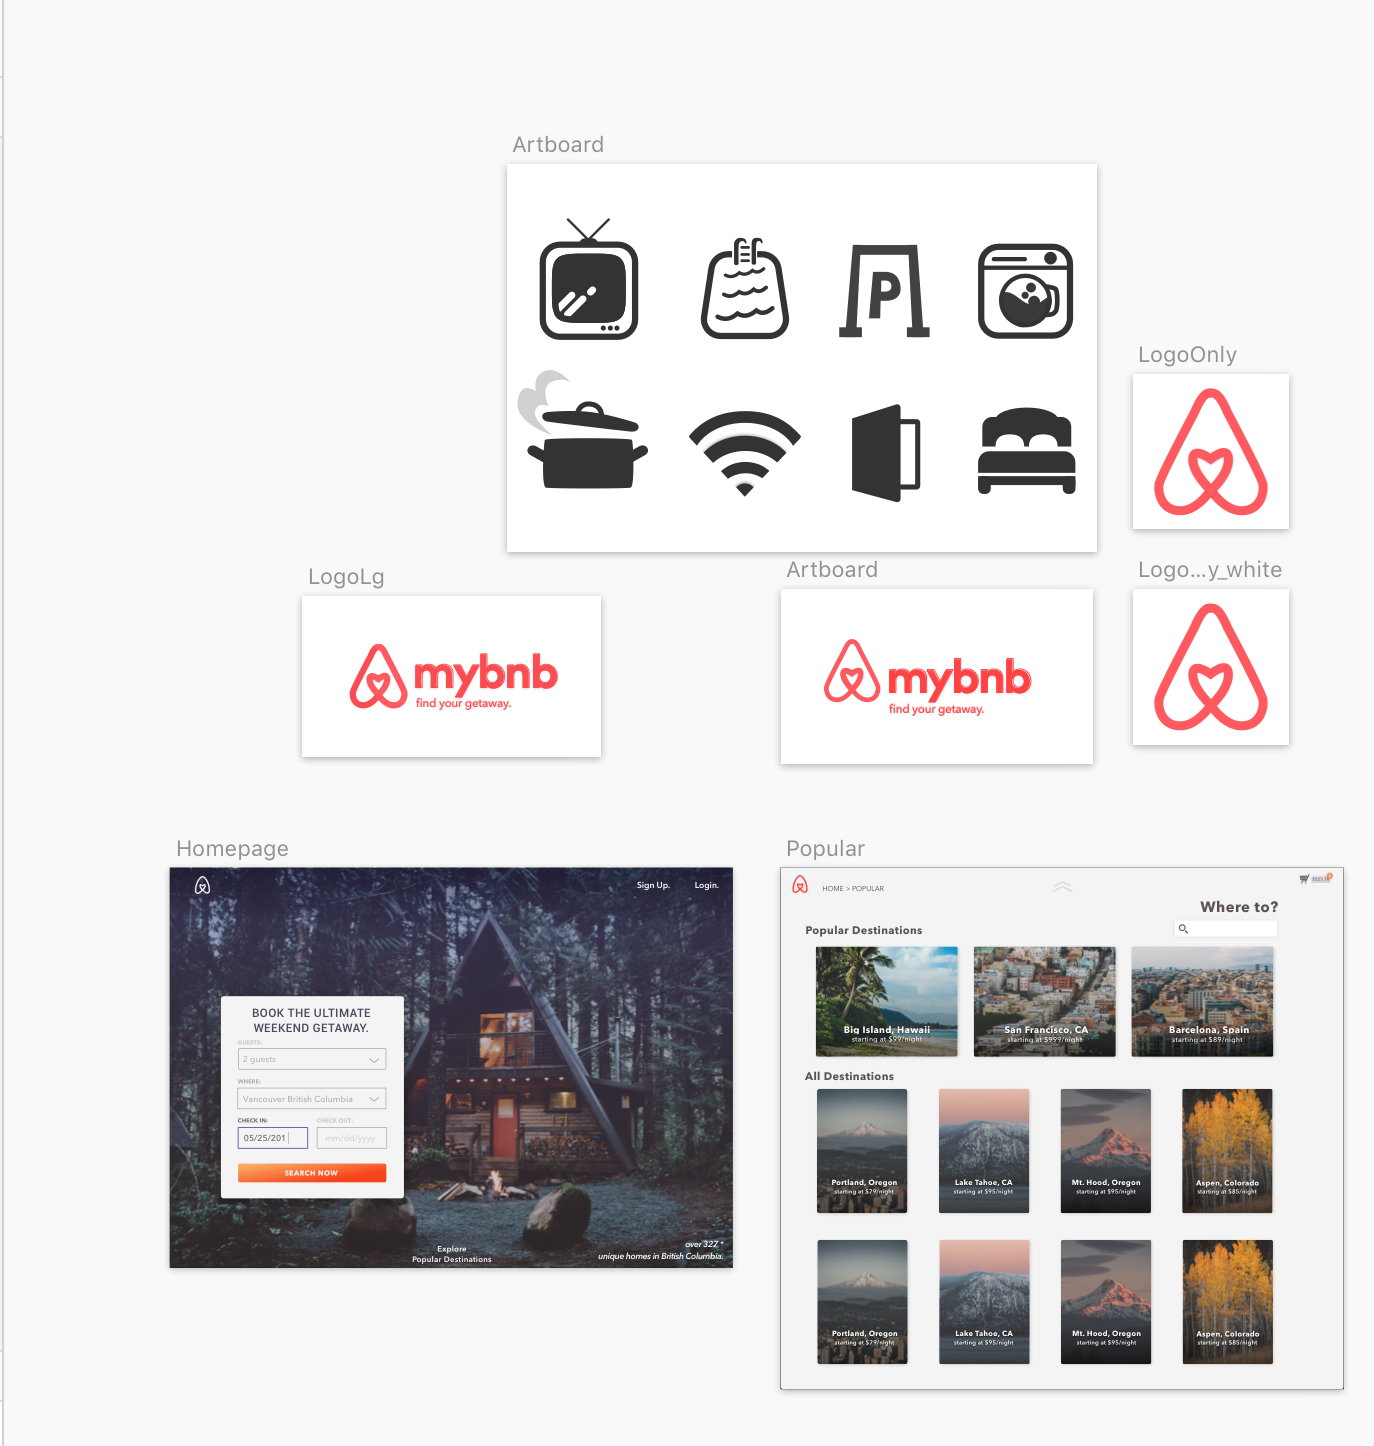 Artboard
P
LogoOnly
LogoLg
Artboard
Logo...y_white
mybnb
find your getaway.
mybnb
find your getaway.
Homepage
Sign Up.
Login.
BOOK THE ULTIMATE
WEEKEND GETAWAY.
GUESTS:
2 guests
WHERE:
Vancouver British Columbia
CHECK IN:
CHECK OUT:
05/25/201
mm/dd/yyyy
SEARCH NOW
Explore
Popular Destinations
over 327 *
unique homes in British Columbia.
Popular
HOME > POPULAR
Where to?
Popular Destinations
Big Island, Hawaii
starting at $99/night
San Francisco, CA
starting at $999/night
Barcelona, Spain
starting at $89/night
All Destinations
Portland, Oregon
starting at $79/night
Lake Tahoe, CA
starting at $95/night
Mt. Hood, Oregon
starting at $95/night
Aspen, Colorado
starting at $85/night
Portland, Oregon
starting at $79/night
Lake Tahoe, CA
starting at $95/night
Mt. Hood, Oregon
starting at $95/night
Aspen, Colorado
starting at $85/night